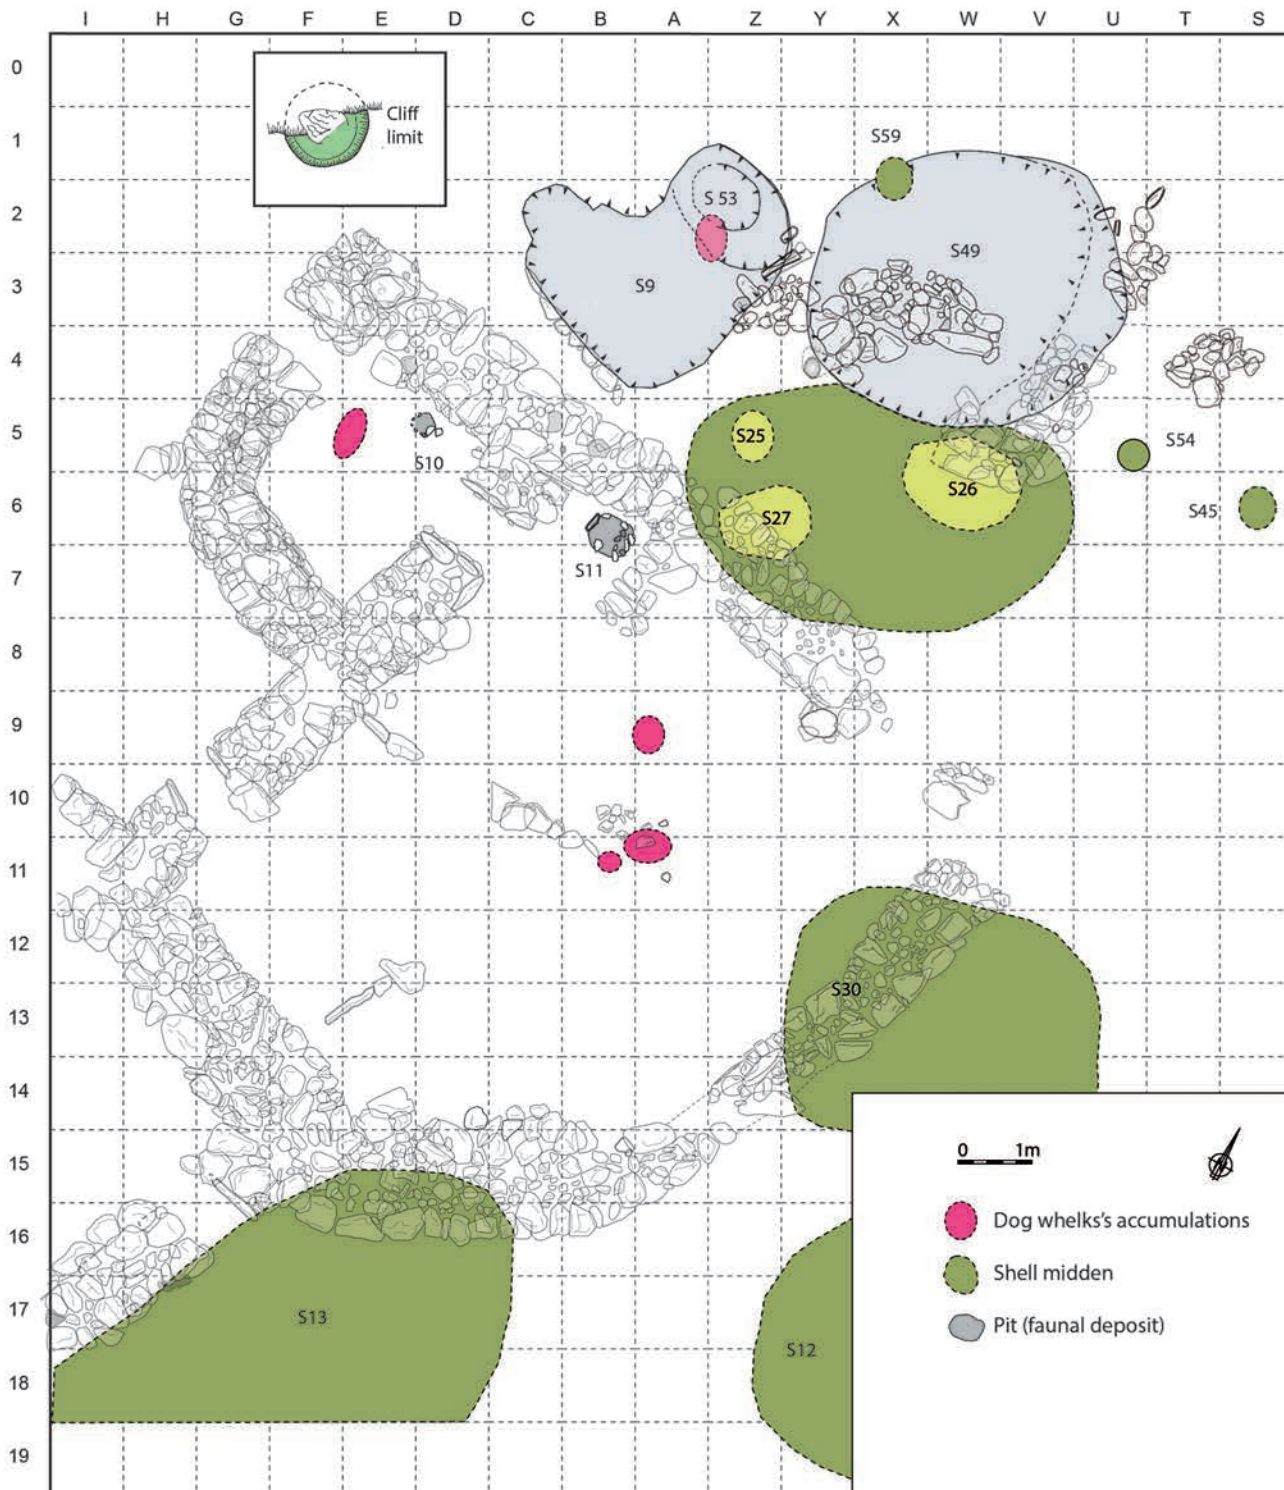 I H G F E D C B A Z Y X W V U T S
0
1
2
3
4
5
6
7
8
9
10
11
12
13
14
15
16
17
18
19
Cliff
limit
S59
S 53
S49
S9
S25
S54
S10
S26
S27
S45
S11
S30
S13
S12
0 1m
Dog whelks's accumulations
Shell midden
Pit (faunal deposit)